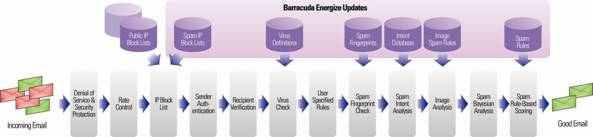 Barracuda Energize Updates
Public IP
Block Lists
Spam IP
Block Lists
Virus
Definitions
Spam
Fingerprints
Intent
Database
Image
Spam Rules
Spam
Rules
Incoming Email
Denial of
Service &
Security
Protection
Rate
Control
IP Block
List
Sender
Auth-
entication
Recipient
Verification
Virus
Check
User
Specified
Rules
Spam
Fingerprint
Check
Spam
Intent
Analysis
Image
Analysis
Spam
Bayesian
Analysis
Spam
Rule-Based
Scoring
Good Email